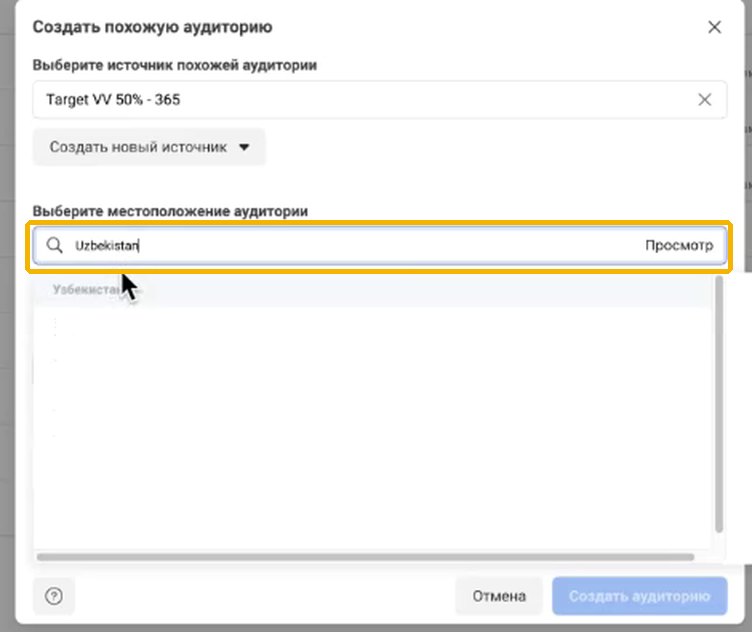 Создать похожую аудиторию
Выберите источник похожей аудитории
Target VV 50% - 365
Создать новый источник
Выберите местоположение аудитории
Uzbekistan
Просмотр
Отмена
Создать аудиторию